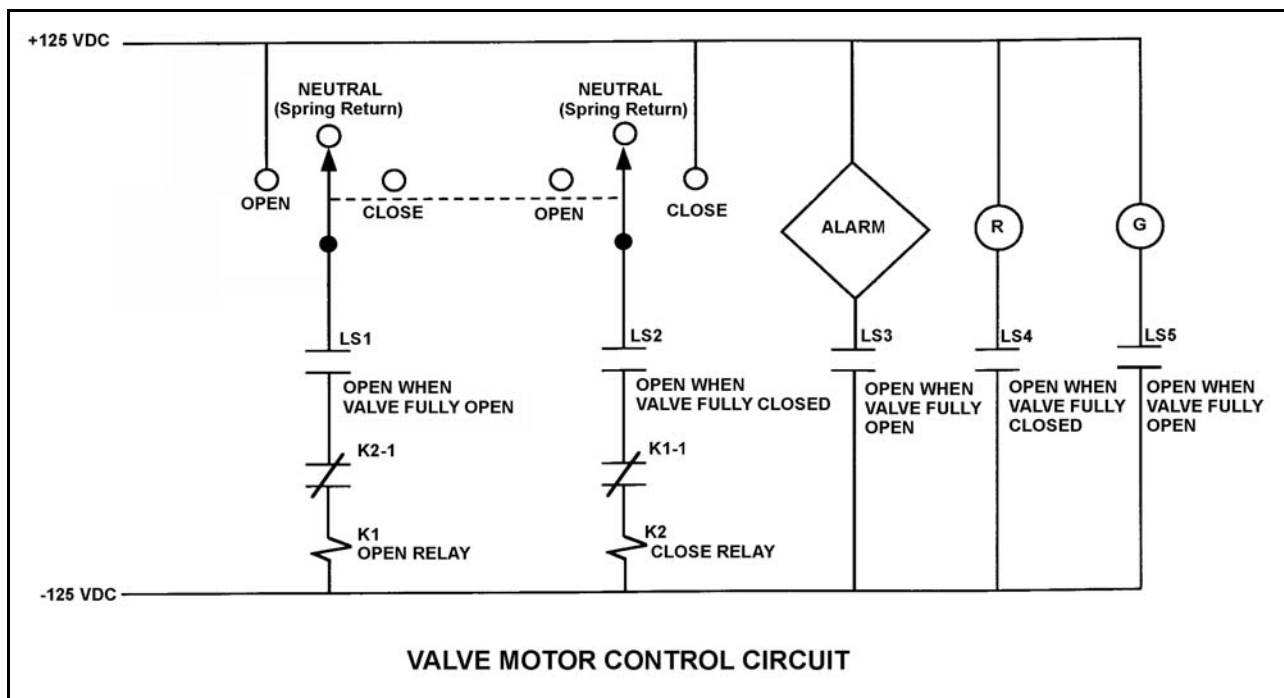 +125 VDC
NEUTRAL
(Spring Return)
NEUTRAL
(Spring Return)
OPEN
CLOSE
OPEN
CLOSE
ALARM
R
G
LS1
OPEN WHEN
VALVE FULLY OPEN
LS2
OPEN WHEN
VALVE FULLY CLOSED
LS3
OPEN WHEN
VALVE FULLY
OPEN
LS4
OPEN WHEN
VALVE FULLY
CLOSED
LS5
OPEN WHEN
VALVE FULLY
OPEN
K2-1
K1-1
K1
OPEN RELAY
K2
CLOSE RELAY
-125 VDC
VALVE MOTOR CONTROL CIRCUIT